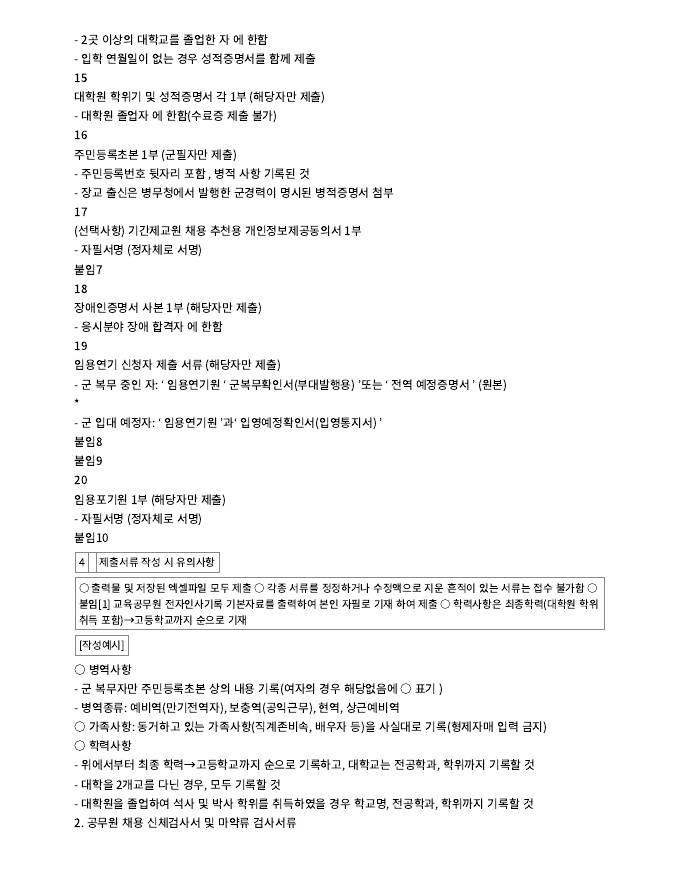 - 2곳 이상의 대학교를 졸업한 자 에 한함
- 입학 연월일이 없는 경우 성적증명서를 함께 제출
15
대학원 학위기 및 성적증명서 각 1부 (해당자만 제출)
- 대학원 졸업자 에 한함(수료증 제출 불가)
16
주민등록초본 1부 (군필자만 제출)
- 주민등록번호 뒷자리 포함 , 병적 사항 기록된 것
- 장교 출신은 병무청에서 발행한 군경력이 명시된 병적증명서 첨부
17
(선택사항) 기간제교원 채용 추천용 개인정보제공동의서 1부
- 자필서명 (정자체로 서명)
붙임7
18
장애인증명서 사본 1부 (해당자만 제출)
- 응시분야 장애 합격자 에 한함
19
임용연기 신청자 제출 서류 (해당자만 제출)
- 군 복무 중인 자: ‘ 임용연기원 ‘ 군복무확인서(부대발행용) ’또는 ‘ 전역 예정증명서 ’ (원본)
*
- 군 입대 예정자: ‘ 임용연기원 ’과‘ 입영예정확인서(입영통지서) ’
붙임8
붙임9
20
임용포기원 1부 (해당자만 제출)
- 자필서명 (정자체로 서명)
붙임10
4 제출서류 작성 시 유의사항
○ 출력물 및 저장된 엑셀파일 모두 제출 ○ 각종 서류를 정정하거나 수정액으로 지운 흔적이 있는 서류는 접수 불가함 ○
붙임[1] 교육공무원 전자인사기록 기본자료를 출력하여 본인 자필로 기재 하여 제출 ○ 학력사항은 최종학력(대학원 학위
취득 포함)→고등학교까지 순으로 기재
[작성예시]
○ 병역사항
- 군 복무자만 주민등록초본 상의 내용 기록(여자의 경우 해당없음에 ○ 표기 )
- 병역종류: 예비역(만기전역자), 보충역(공익근무), 현역, 상근예비역
○ 가족사항: 동거하고 있는 가족사항(직계존비속, 배우자 등)을 사실대로 기록(형제자매 입력 금지)
○ 학력사항
- 위에서부터 최종 학력→고등학교까지 순으로 기록하고, 대학교는 전공학과, 학위까지 기록할 것
- 대학을 2개교를 다닌 경우, 모두 기록할 것
- 대학원을 졸업하여 석사 및 박사 학위를 취득하였을 경우 학교명, 전공학과, 학위까지 기록할 것
2. 공무원 채용 신체검사서 및 마약류 검사서류